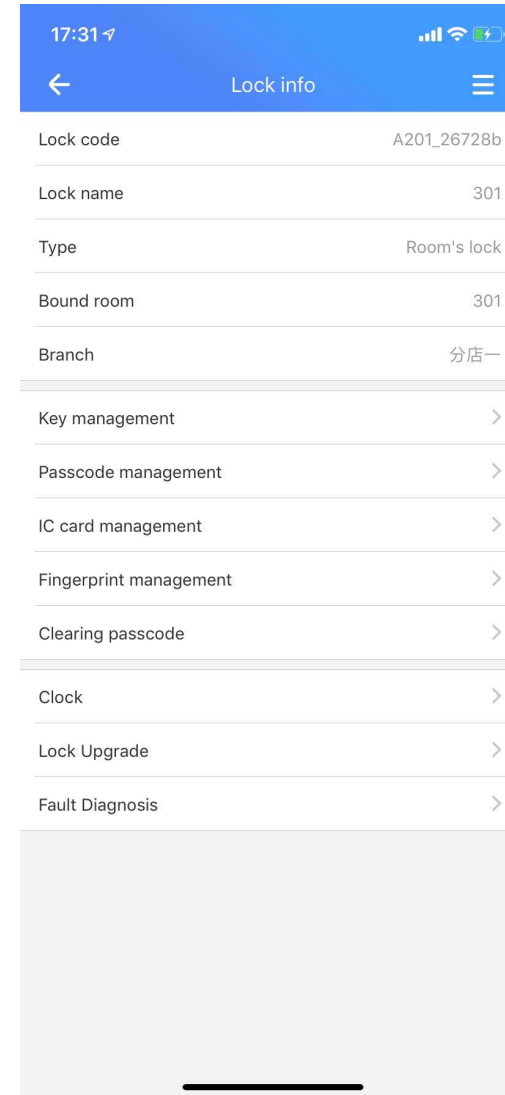 17:31
Lock info
Lock code A201_26728b
Lock name 301
Type Room's lock
Bound room 301
Branch 分店一
Key management
Passcode management
IC card management
Fingerprint management
Clearing passcode
Clock
Lock Upgrade
Fault Diagnosis